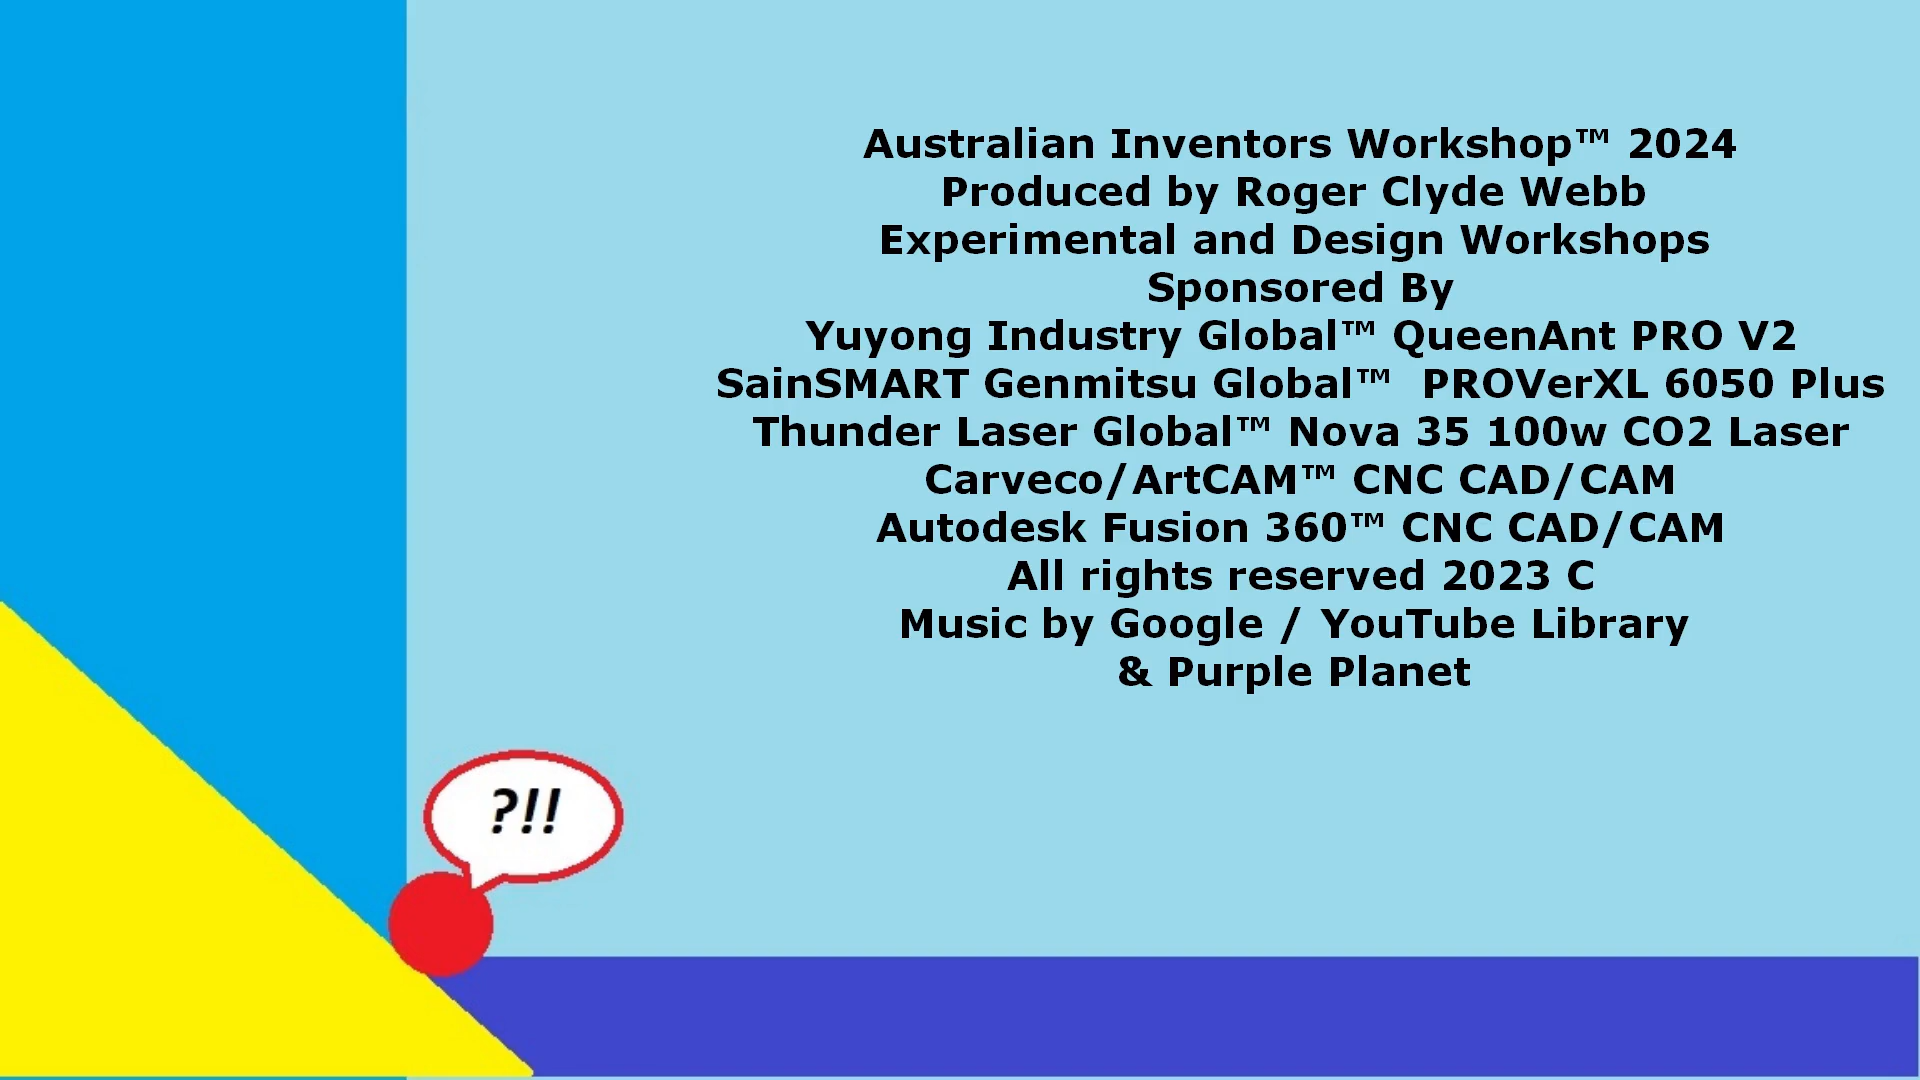 Australian Inventors Workshop™ 2024
Produced by Roger Clyde Webb
Experimental and Design Workshops
Sponsored By
Yuyong Industry Global™ QueenAnt PRO V2
SainSMART Genmitsu Global™  PROVerXL 6050 Plus
Thunder Laser Global™ Nova 35 100w CO2 Laser
Carveco/ArtCAM™ CNC CAD/CAM
Autodesk Fusion 360™ CNC CAD/CAM
All rights reserved 2023 C
Music by Google / YouTube Library
& Purple Planet
?!!